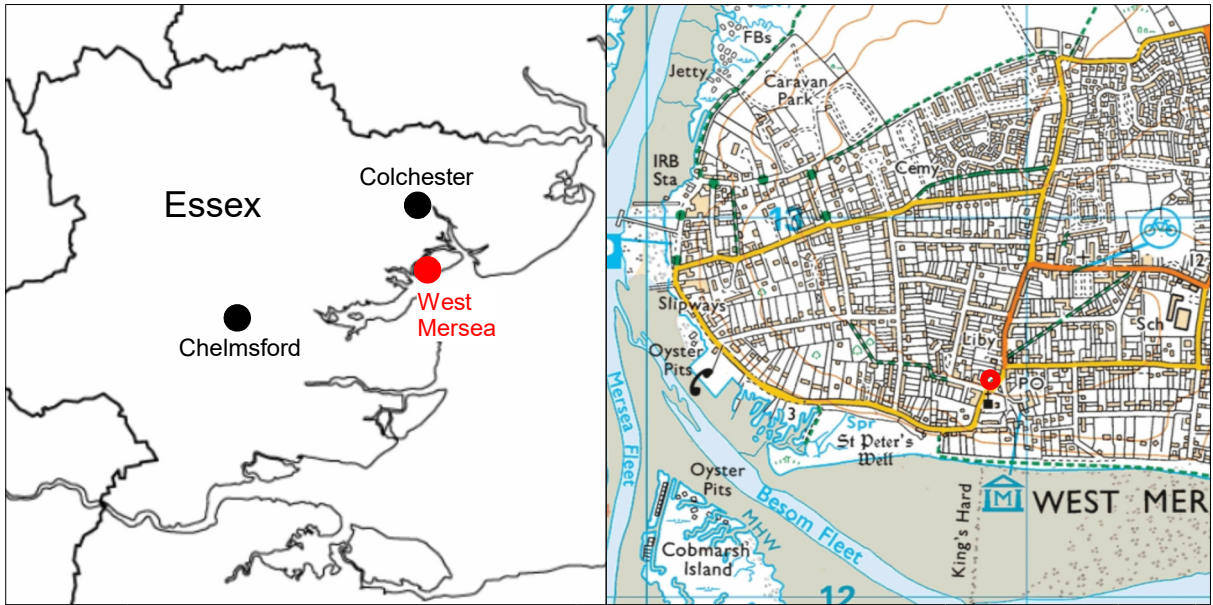 Colchester
Essex
West
Mersea
Chelmsford
FBs
Jetty
Caravan
Park
IRB
Sta
Cemy
13
12
Slipways
Sch
Liby
Oyster
Pits
PO
3
Spr
St Peter's
Well
Mersea Fleet
Oyster
Pits
Besom Fleet
MHW
King's Hard
M
WEST MER
Cobmarsh
Island
12